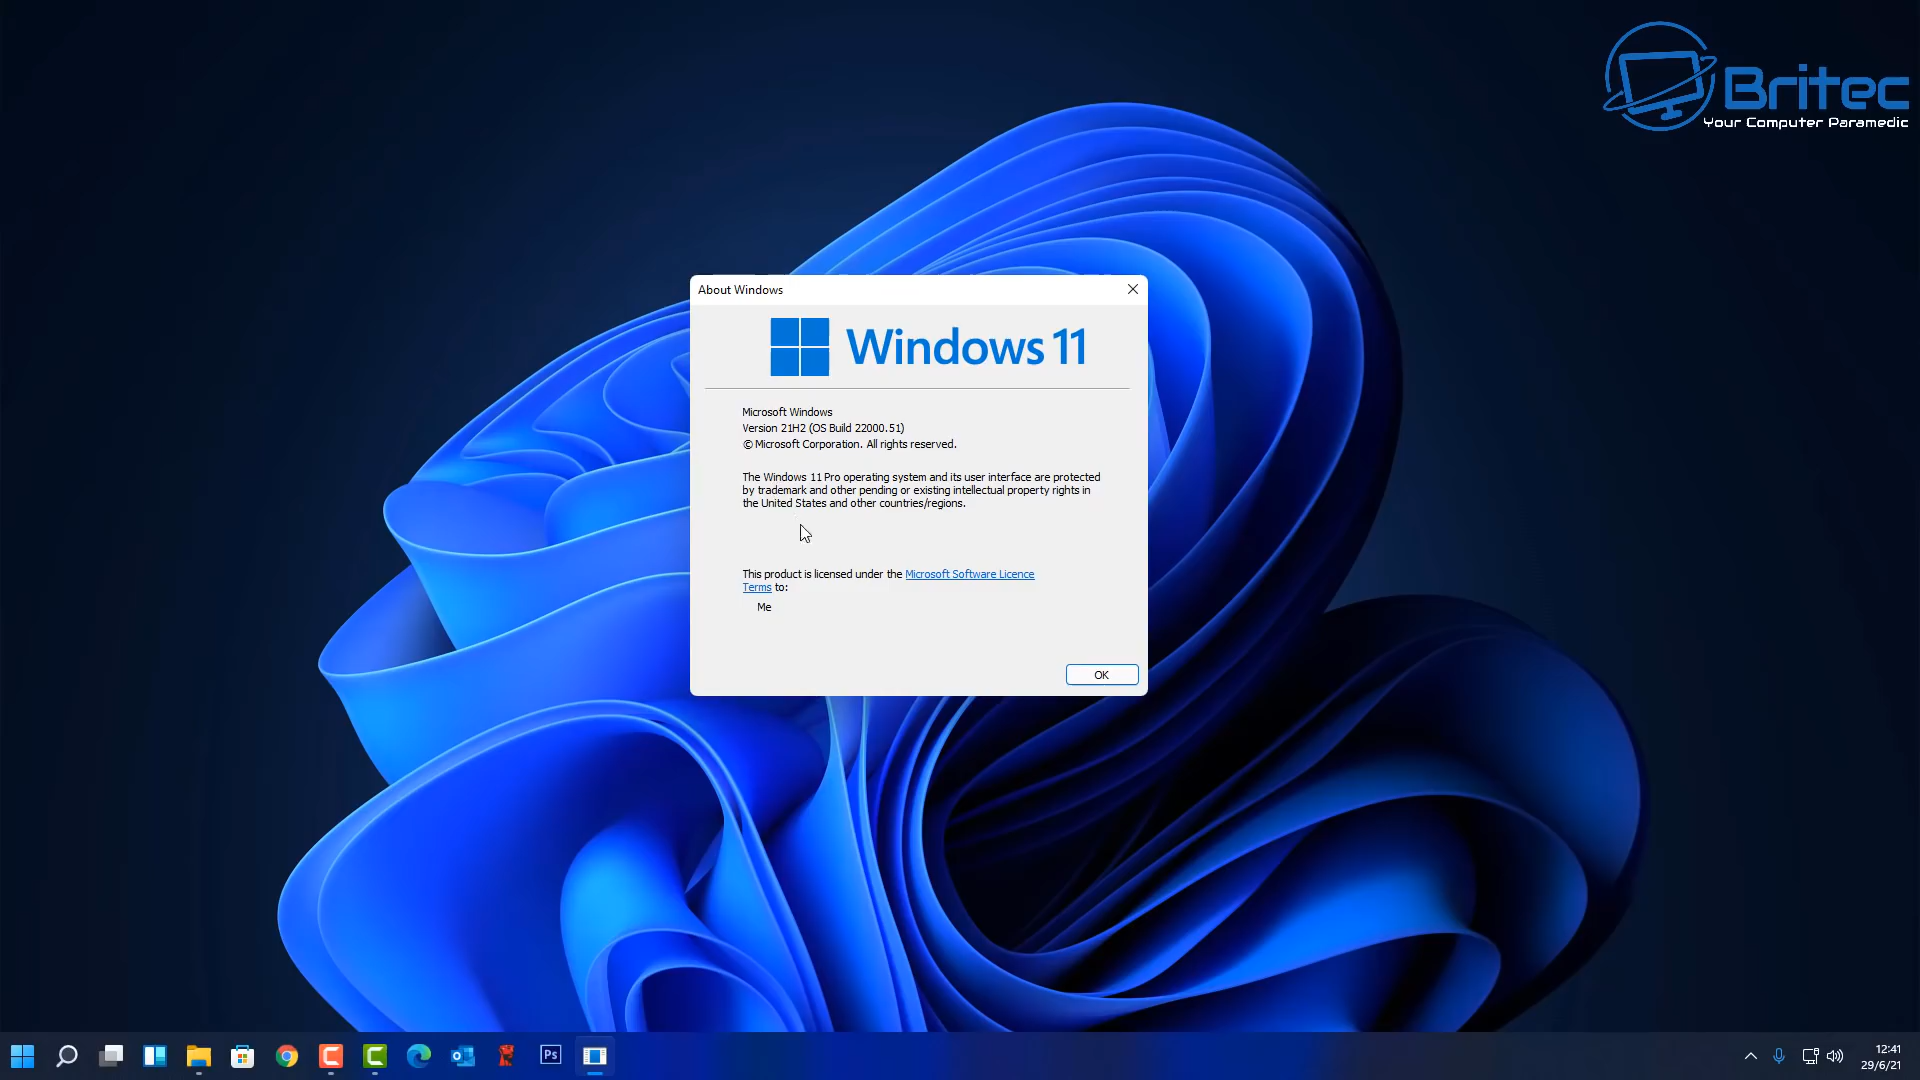 Britec
Your Computer Paramedic
About Windows
Windows 11
Microsoft Windows
Version 21H2 (OS Build 22000.51)
© Microsoft Corporation. All rights reserved.
The Windows 11 Pro operating system and its user interface are protected
by trademark and other pending or existing intellectual property rights in
the United States and other countries/regions.
This product is licensed under the Microsoft Software Licence
Terms to:
Me
OK
Ps
12:41
29/6/21